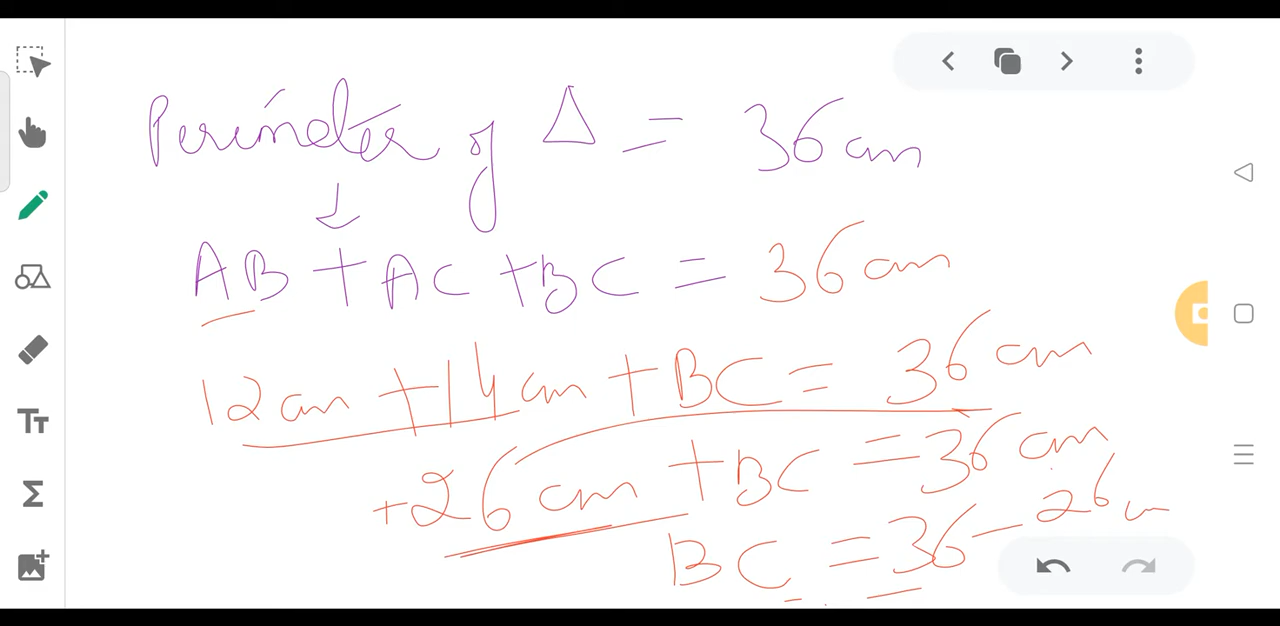 Perimeter of Δ = 36 cm
↓
AB + AC + BC = 36 cm
12 cm + 14 cm + BC = 36 cm
+26 cm + BC = 36 cm
BC = 36 - 26 cm